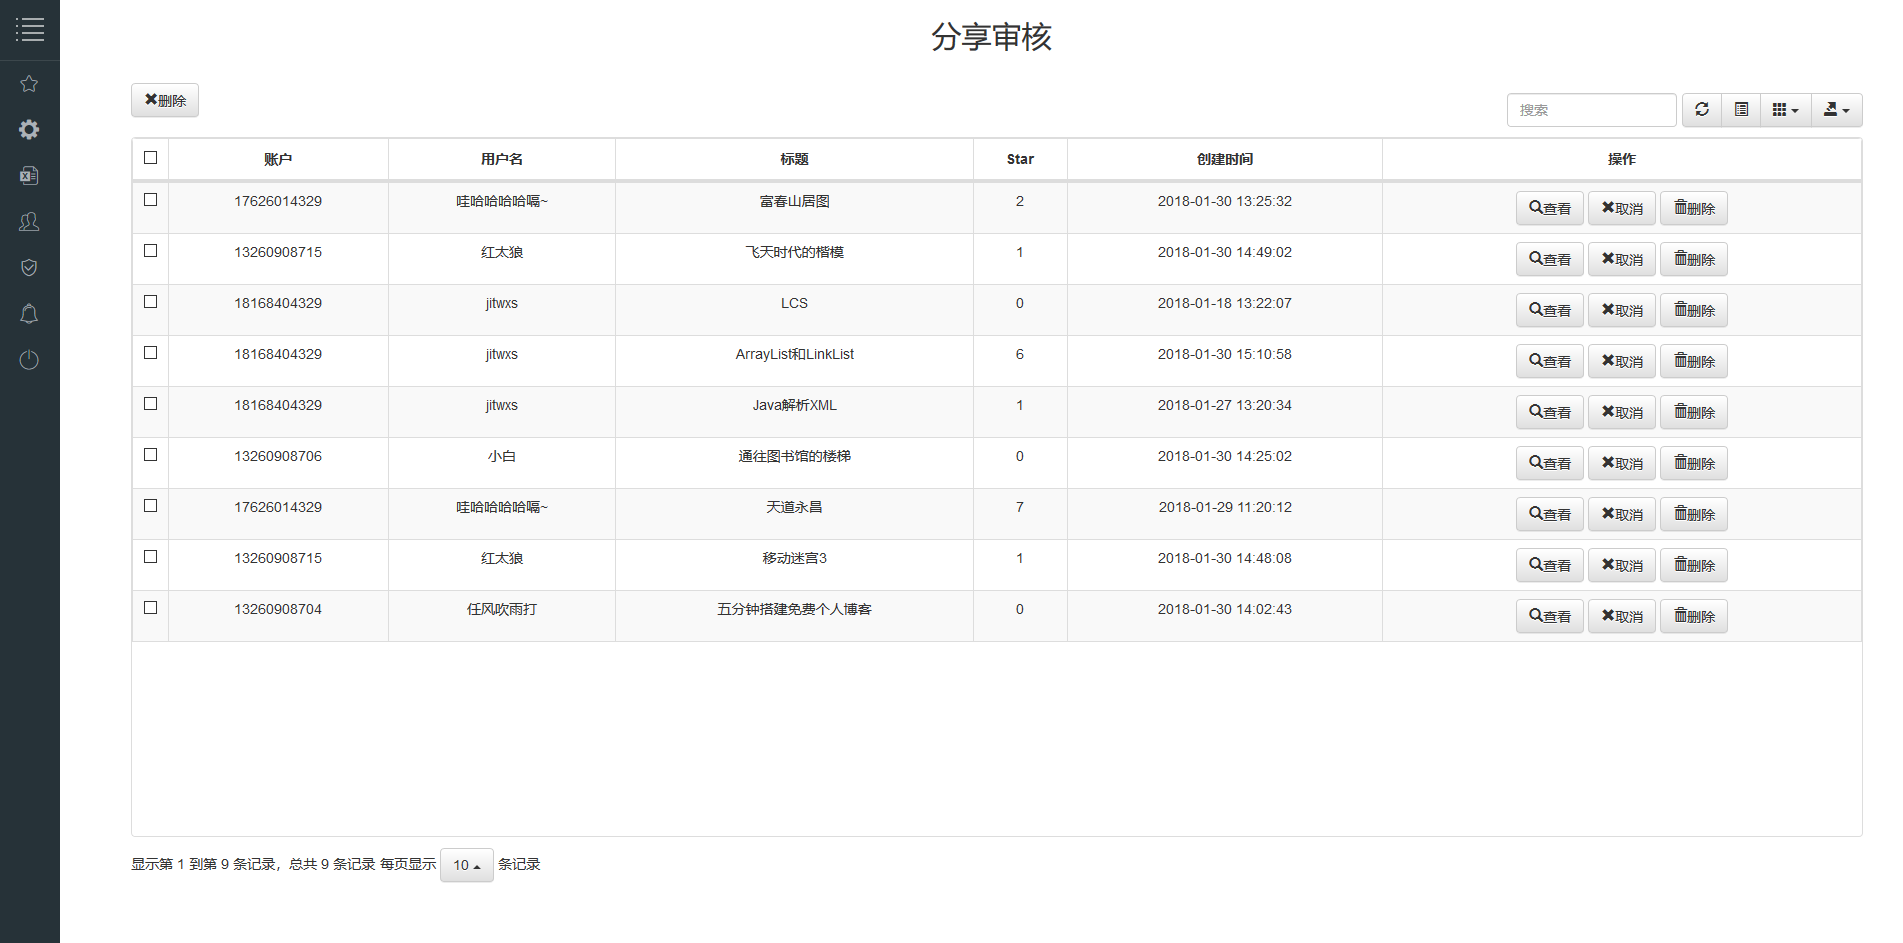 分享审核
删除
搜索
账户 用户名 标题 Star 创建时间 操作
17626014329 哇哈哈哈哈嗝~ 富春山居图 2 2018-01-30 13:25:32 查看 取消 删除
13260908715 红太狼 飞天时代的楷模 1 2018-01-30 14:49:02 查看 取消 删除
18168404329 jitwxs LCS 0 2018-01-18 13:22:07 查看 取消 删除
18168404329 jitwxs ArrayList和LinkList 6 2018-01-30 15:10:58 查看 取消 删除
18168404329 jitwxs Java解析XML 1 2018-01-27 13:20:34 查看 取消 删除
13260908706 小白 通往图书馆的楼梯 0 2018-01-30 14:25:02 查看 取消 删除
17626014329 哇哈哈哈哈嗝~ 天道永昌 7 2018-01-29 11:20:12 查看 取消 删除
13260908715 红太狼 移动迷宫3 1 2018-01-30 14:48:08 查看 取消 删除
13260908704 任风吹雨打 五分钟搭建免费个人博客 0 2018-01-30 14:02:43 查看 取消 删除
显示第 1 到第 9 条记录，总共 9 条记录 每页显示 10 条记录